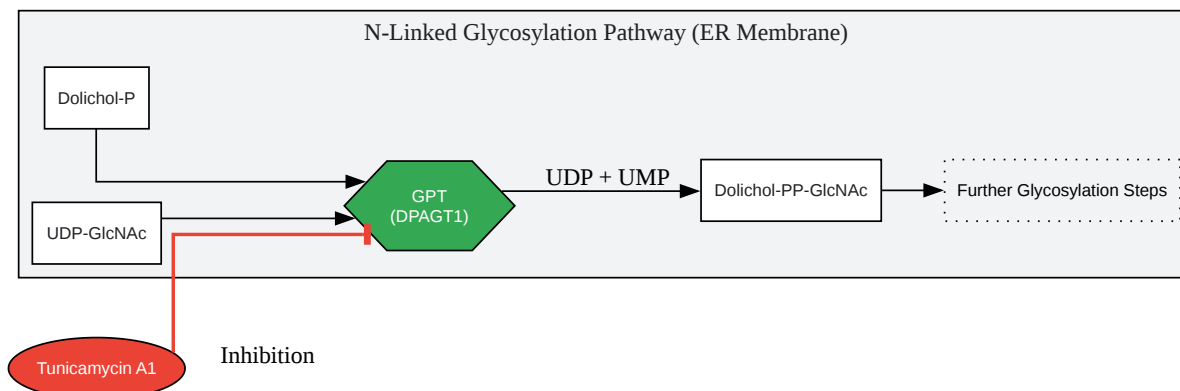 N-Linked Glycosylation Pathway (ER Membrane)
Dolichol-P
UDP-GlcNAc
GPT
(DPAGT1)
UDP + UMP
Dolichol-PP-GlcNAc
Further Glycosylation Steps
Tunicamycin A1
Inhibition